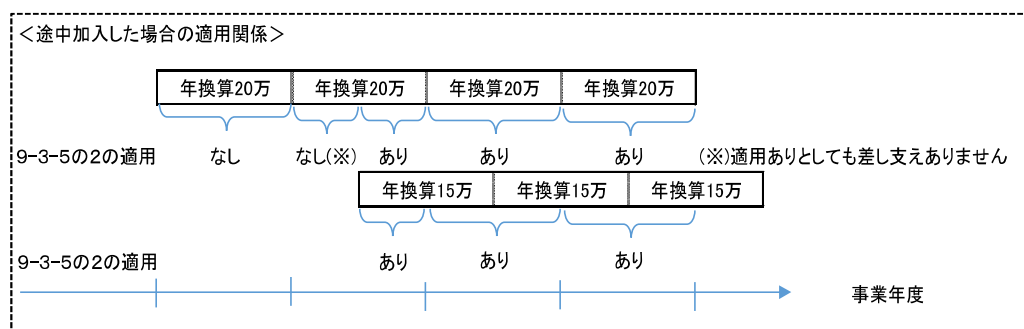 ＜途中加入した場合の適用関係＞
年換算20万 年換算20万 年換算20万 年換算20万
9-3-5の2の適用 なし なし(※) あり あり あり (※)適用ありとしても差し支えありません
年換算15万 年換算15万 年換算15万
9-3-5の2の適用 あり あり あり
事業年度